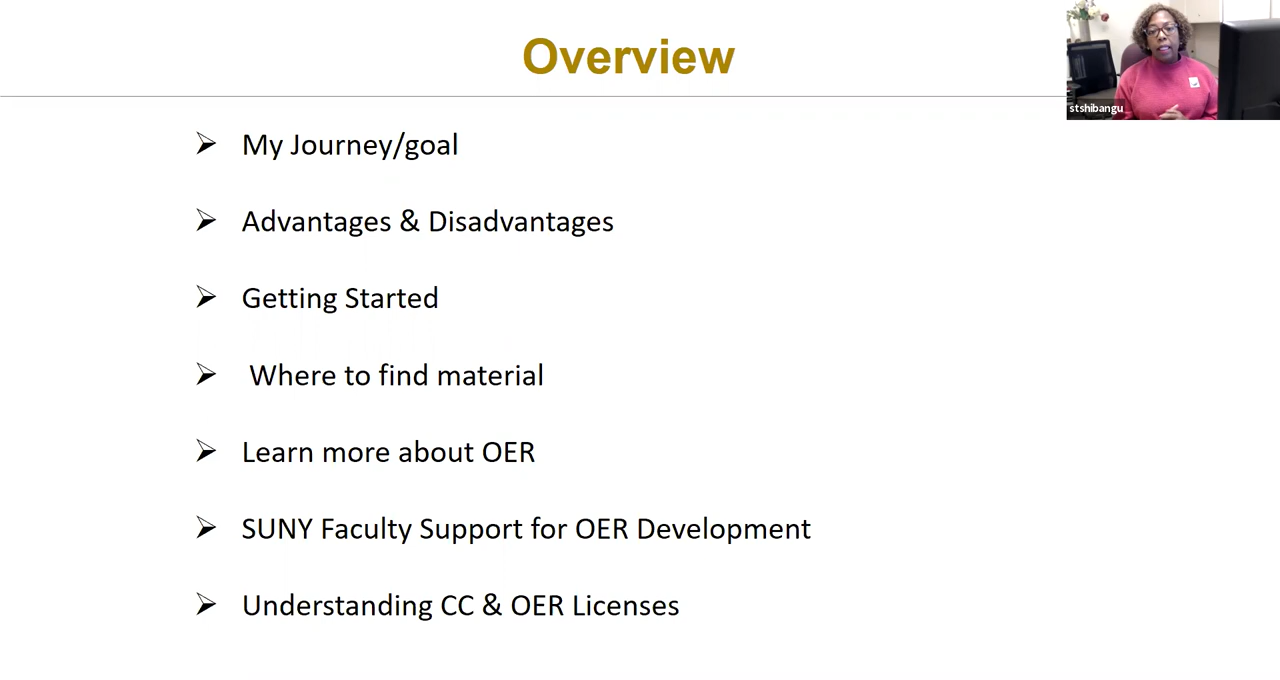 Overview
stshibangu
My Journey/goal
Advantages & Disadvantages
Getting Started
Where to find material
Learn more about OER
SUNY Faculty Support for OER Development
Understanding CC & OER Licenses